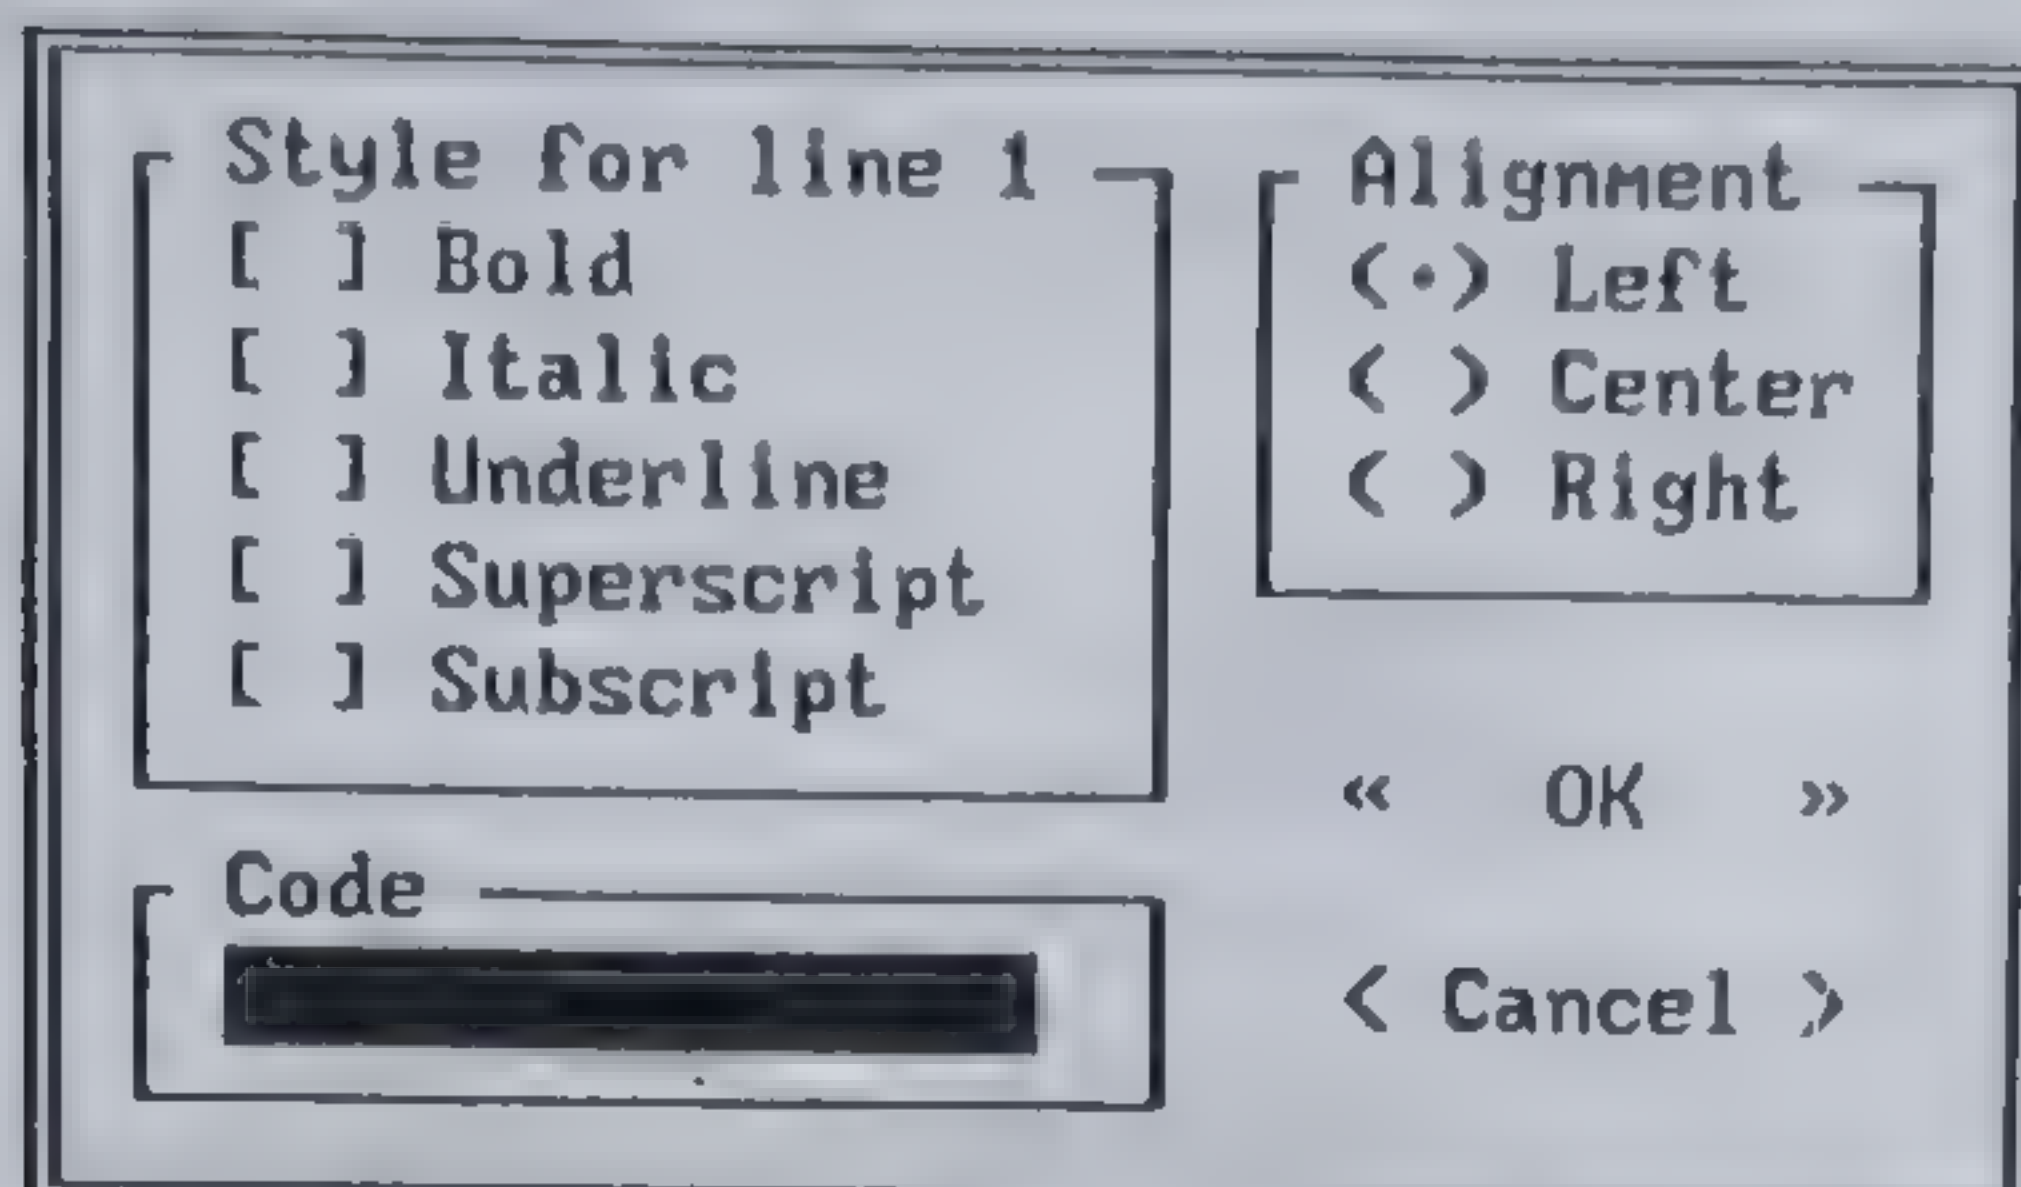 Style for line 1
[ ] Bold
[ ] Italic
[ ] Underline
[ ] Superscript
[ ] Subscript
Alignment
(·) Left
( ) Center
( ) Right
« OK »
Code
< Cancel >